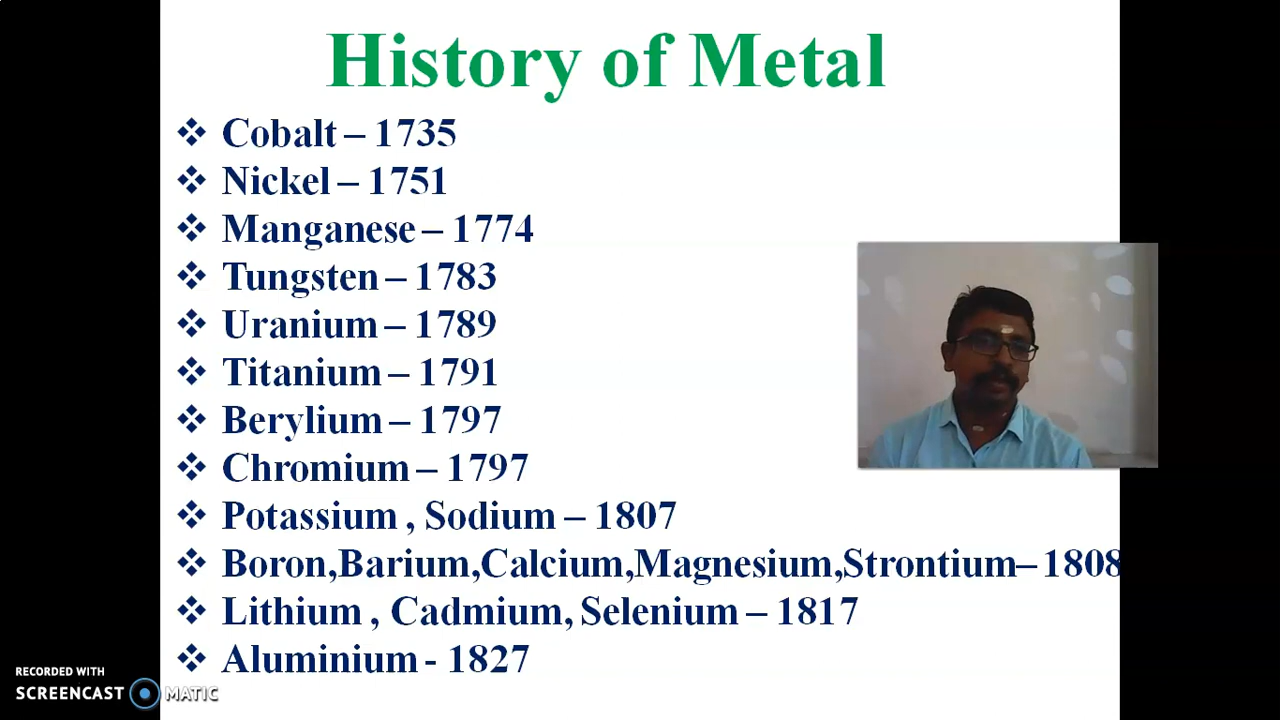 History of Metal
❖ Cobalt – 1735
❖ Nickel – 1751
❖ Manganese – 1774
❖ Tungsten – 1783
❖ Uranium – 1789
❖ Titanium – 1791
❖ Berylium – 1797
❖ Chromium – 1797
❖ Potassium , Sodium – 1807
❖ Boron,Barium,Calcium,Magnesium,Strontium– 1808
❖ Lithium , Cadmium, Selenium – 1817
❖ Aluminium - 1827
RECORDED WITH
SCREENCAST MATIC